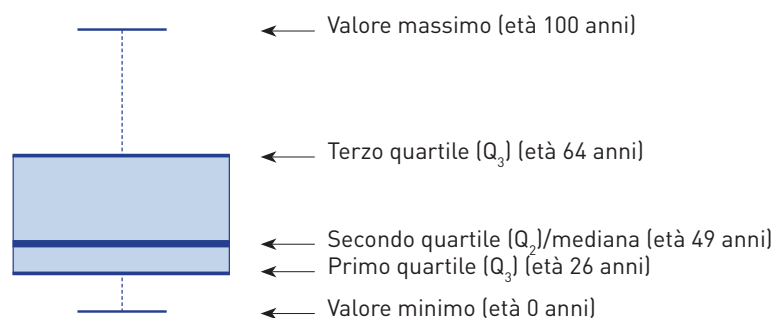 Valore massimo (età 100 anni)
Terzo quartile (Q3) (età 64 anni)
Secondo quartile (Q2)/mediana (età 49 anni)
Primo quartile (Q3) (età 26 anni)
Valore minimo (età 0 anni)